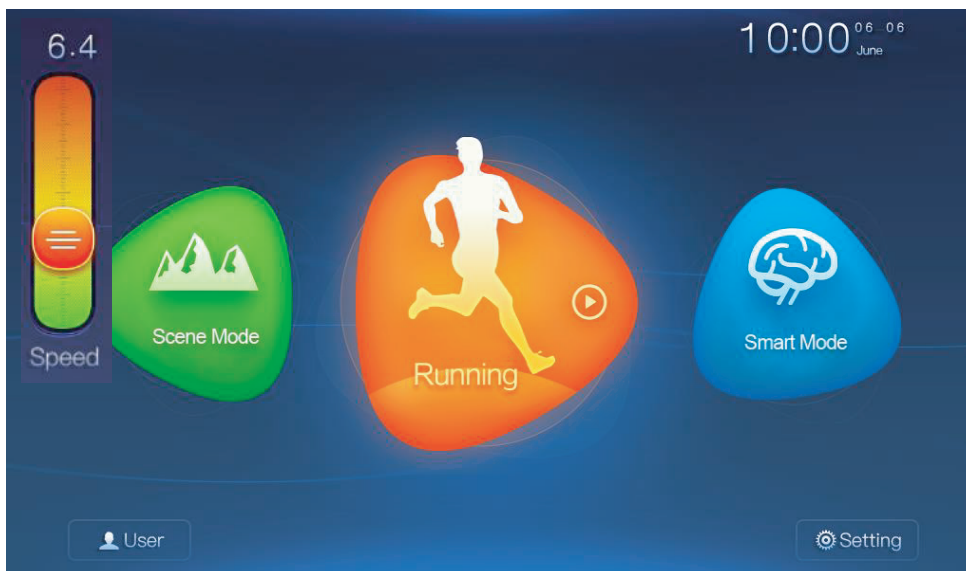 6.4
Speed
10:00
06-06
June
Scene Mode
Running
Smart Mode
User
Setting